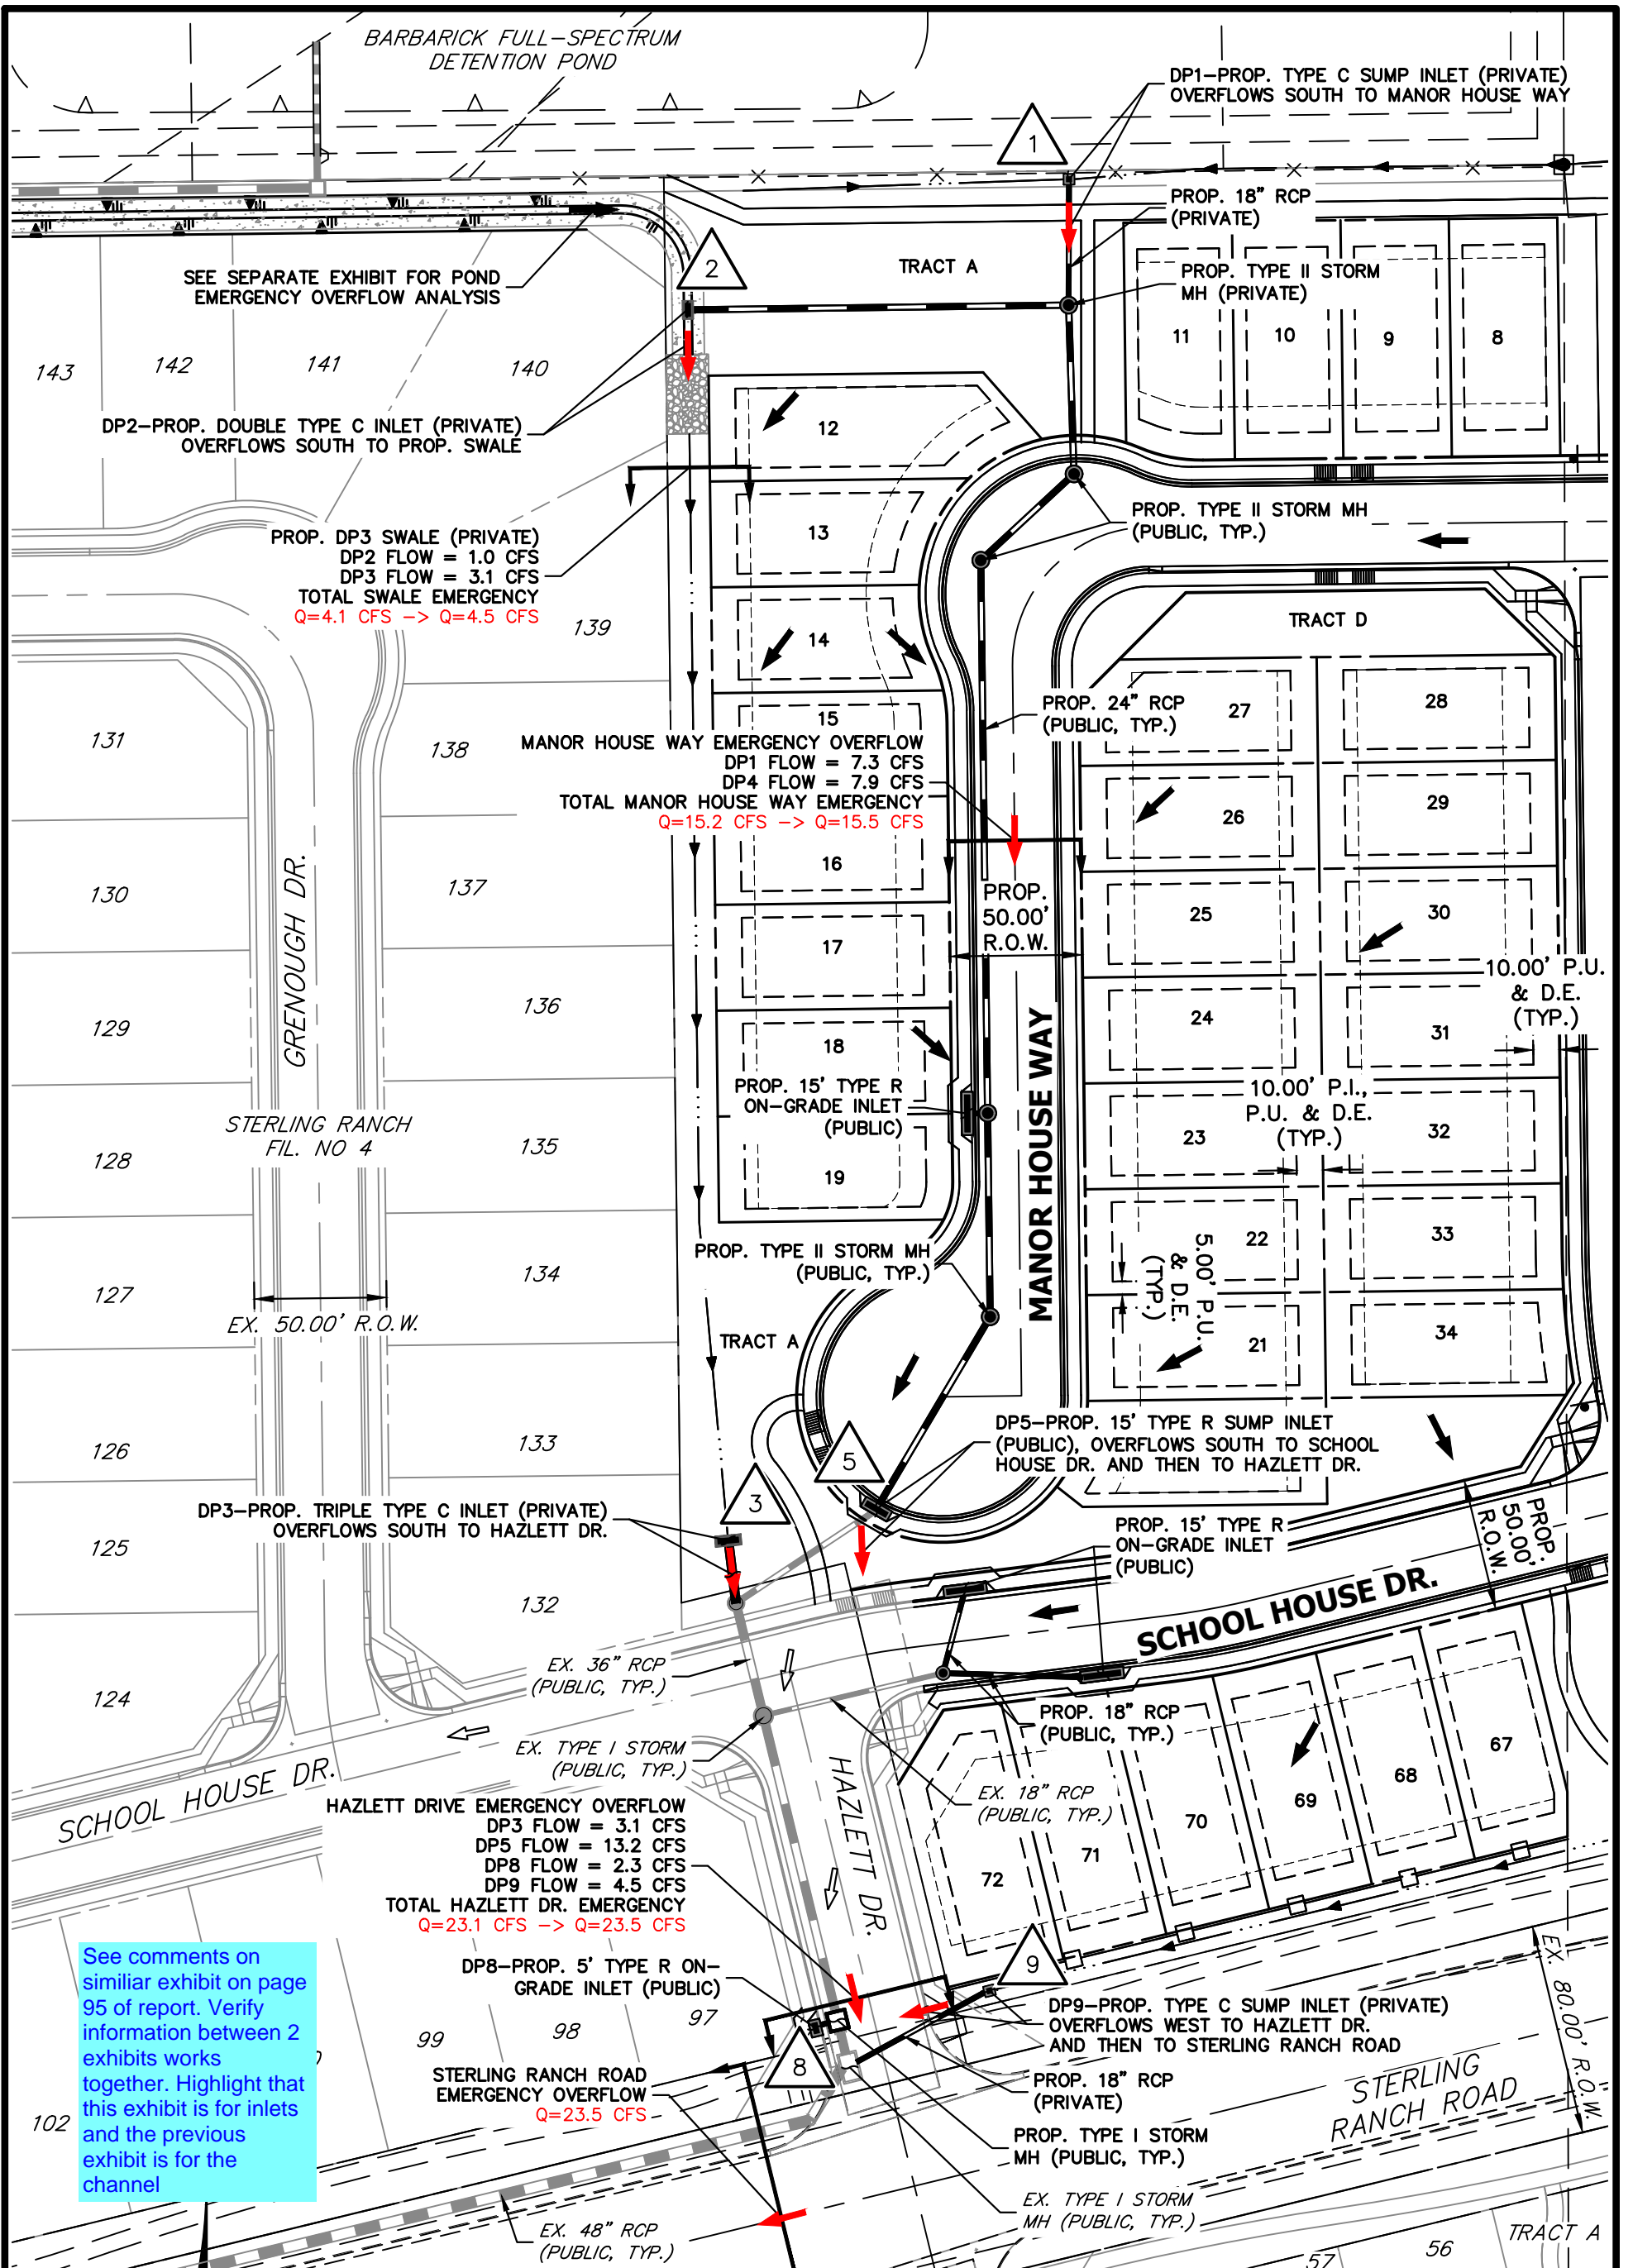 BARBARICK FULL-SPECTRUM
DETENTION POND
DP1-PROP. TYPE C SUMP INLET (PRIVATE)
OVERFLOWS SOUTH TO MANOR HOUSE WAY
1
PROP. 18" RCP
(PRIVATE)
2
TRACT A
SEE SEPARATE EXHIBIT FOR POND
EMERGENCY OVERFLOW ANALYSIS
PROP. TYPE II STORM
MH (PRIVATE)
11
10
9
8
143
142
141
140
DP2-PROP. DOUBLE TYPE C INLET (PRIVATE)
OVERFLOWS SOUTH TO PROP. SWALE
12
PROP. TYPE II STORM MH
(PUBLIC, TYP.)
13
PROP. DP3 SWALE (PRIVATE)
DP2 FLOW = 1.0 CFS
DP3 FLOW = 3.1 CFS
TOTAL SWALE EMERGENCY
Q=4.1 CFS -> Q=4.5 CFS
139
14
TRACT D
131
138
15
PROP. 24" RCP
(PUBLIC, TYP.)
27
28
MANOR HOUSE WAY EMERGENCY OVERFLOW
DP1 FLOW = 7.3 CFS
DP4 FLOW = 7.9 CFS
TOTAL MANOR HOUSE WAY EMERGENCY
Q=15.2 CFS -> Q=15.5 CFS
26
29
16
130
137
GRENOUGH DR.
PROP.
50.00'
R.O.W.
25
30
17
10.00' P.U.
& D.E.
(TYP.)
129
136
24
31
18
MANOR HOUSE WAY
PROP. 15' TYPE R
ON-GRADE INLET
(PUBLIC)
10.00' P.I.,
P.U. & D.E.
(TYP.)
STERLING RANCH
FIL. NO 4
128
135
23
32
19
22
33
5.00' P.U.
& D.E.
(TYP.)
PROP. TYPE II STORM MH
(PUBLIC, TYP.)
127
134
EX. 50.00' R.O.W.
TRACT A
21
34
DP5-PROP. 15' TYPE R SUMP INLET
(PUBLIC), OVERFLOWS SOUTH TO SCHOOL
HOUSE DR. AND THEN TO HAZLETT DR.
126
133
5
3
DP3-PROP. TRIPLE TYPE C INLET (PRIVATE)
OVERFLOWS SOUTH TO HAZLETT DR.
PROP.
50.00'
R.O.W.
PROP. 15' TYPE R
ON-GRADE INLET
(PUBLIC)
125
132
SCHOOL HOUSE DR.
EX. 36" RCP
(PUBLIC, TYP.)
124
PROP. 18" RCP
(PUBLIC, TYP.)
EX. TYPE I STORM
(PUBLIC, TYP.)
67
68
69
70
71
72
SCHOOL HOUSE DR.
HAZLETT DR.
EX. 18" RCP
(PUBLIC, TYP.)
HAZLETT DRIVE EMERGENCY OVERFLOW
DP3 FLOW = 3.1 CFS
DP5 FLOW = 13.2 CFS
DP8 FLOW = 2.3 CFS
DP9 FLOW = 4.5 CFS
TOTAL HAZLETT DR. EMERGENCY
Q=23.1 CFS -> Q=23.5 CFS
See comments on
similiar exhibit on page
95 of report. Verify
information between 2
exhibits works
together. Highlight that
this exhibit is for inlets
and the previous
exhibit is for the
channel
DP8-PROP. 5' TYPE R ON-
GRADE INLET (PUBLIC)
9
DP9-PROP. TYPE C SUMP INLET (PRIVATE)
OVERFLOWS WEST TO HAZLETT DR.
AND THEN TO STERLING RANCH ROAD
EX. 80.00' R.O.W.
99
98
97
8
102
STERLING RANCH ROAD
EMERGENCY OVERFLOW
Q=23.5 CFS
PROP. 18" RCP
(PRIVATE)
STERLING
RANCH ROAD
PROP. TYPE I STORM
MH (PUBLIC, TYP.)
EX. TYPE I STORM
MH (PUBLIC, TYP.)
EX. 48" RCP
(PUBLIC, TYP.)
57
56
TRACT A